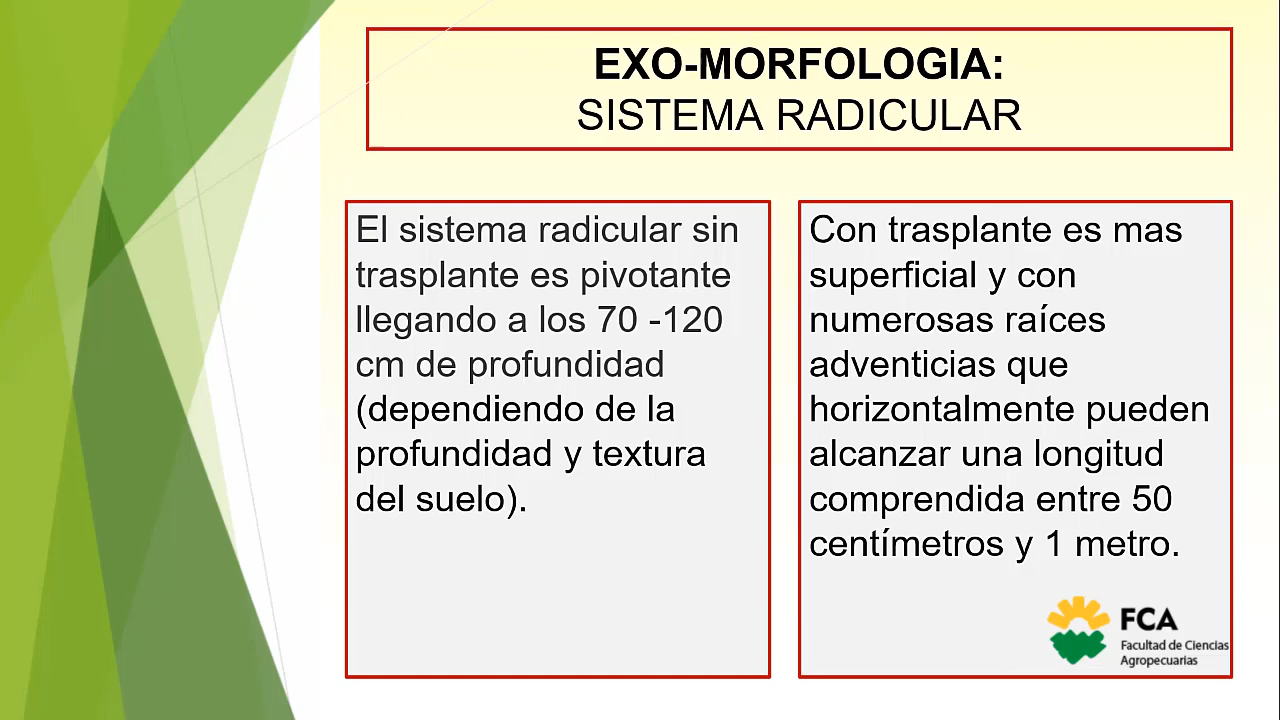 EXO-MORFOLOGIA:
SISTEMA RADICULAR
El sistema radicular sin
trasplante es pivotante
llegando a los 70 -120
cm de profundidad
(dependiendo de la
profundidad y textura
del suelo).
Con trasplante es mas
superficial y con
numerosas raíces
adventicias que
horizontalmente pueden
alcanzar una longitud
comprendida entre 50
centímetros y 1 metro.
FCA
Facultad de Ciencias
Agropecuarias